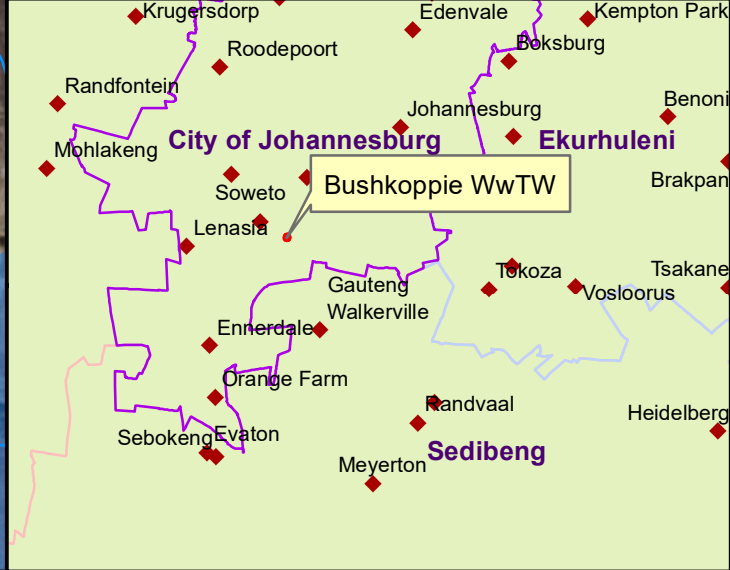 Krugersdorp
Edenvale
Kempton Park
Roodepoort
Boksburg
Randfontein
Johannesburg
Benoni
City of Johannesburg
Ekurhuleni
Mohlakeng
Brakpan
Soweto
Bushkoppie WwTW
Lenasia
Tokoza
Tsakane
Gauteng
Vosloorus
Walkerville
Ennerdale
Orange Farm
Randvaal
Heidelberg
Sebokeng
Evaton
Sedibeng
Meyerton